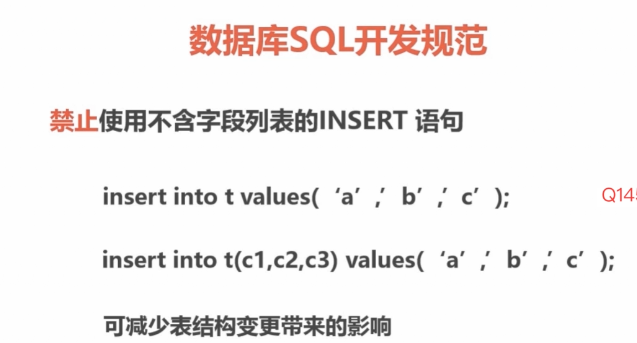 数据库SQL开发规范
禁止使用不含字段列表的INSERT 语句
insert into t values(‘a’,’b’,’c’);
Q145
insert into t(c1,c2,c3) values(‘a’,’b’,’c’);
可减少表结构变更带来的影响